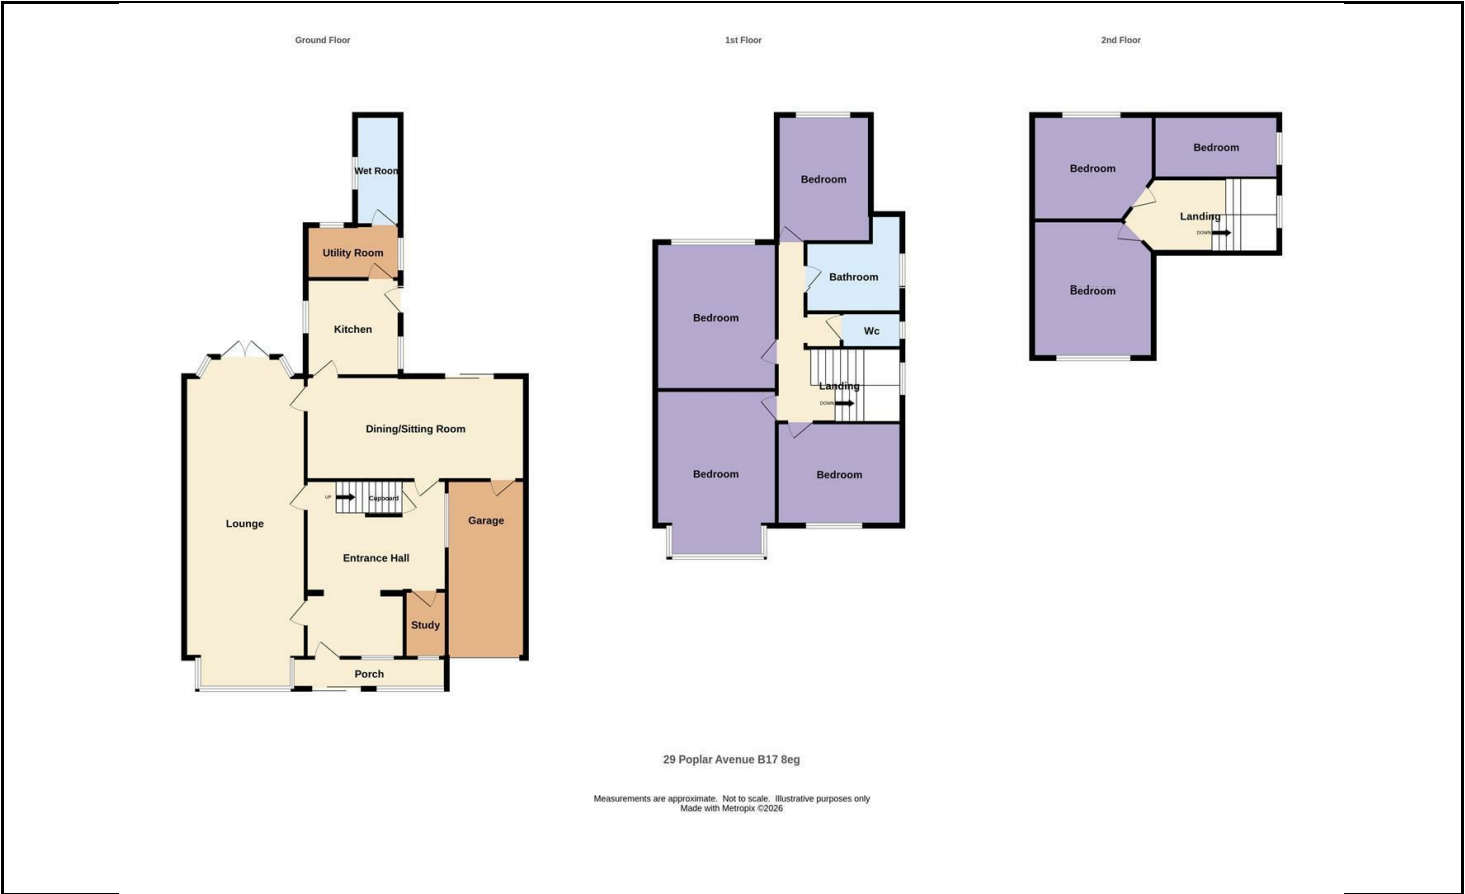 Ground Floor
1st Floor
2nd Floor
Wet Room
Utility Room
Kitchen
Dining/Sitting Room
UP
Cupboard
Lounge
Garage
Entrance Hall
Study
Porch
Bedroom
Bathroom
Bedroom
Wc
Landing
DOWN
Bedroom
Bedroom
Bedroom
Bedroom
Landing
DOWN
Bedroom
29 Poplar Avenue B17 8eg
Measurements are approximate. Not to scale. Illustrative purposes only
Made with Metropix ©2026